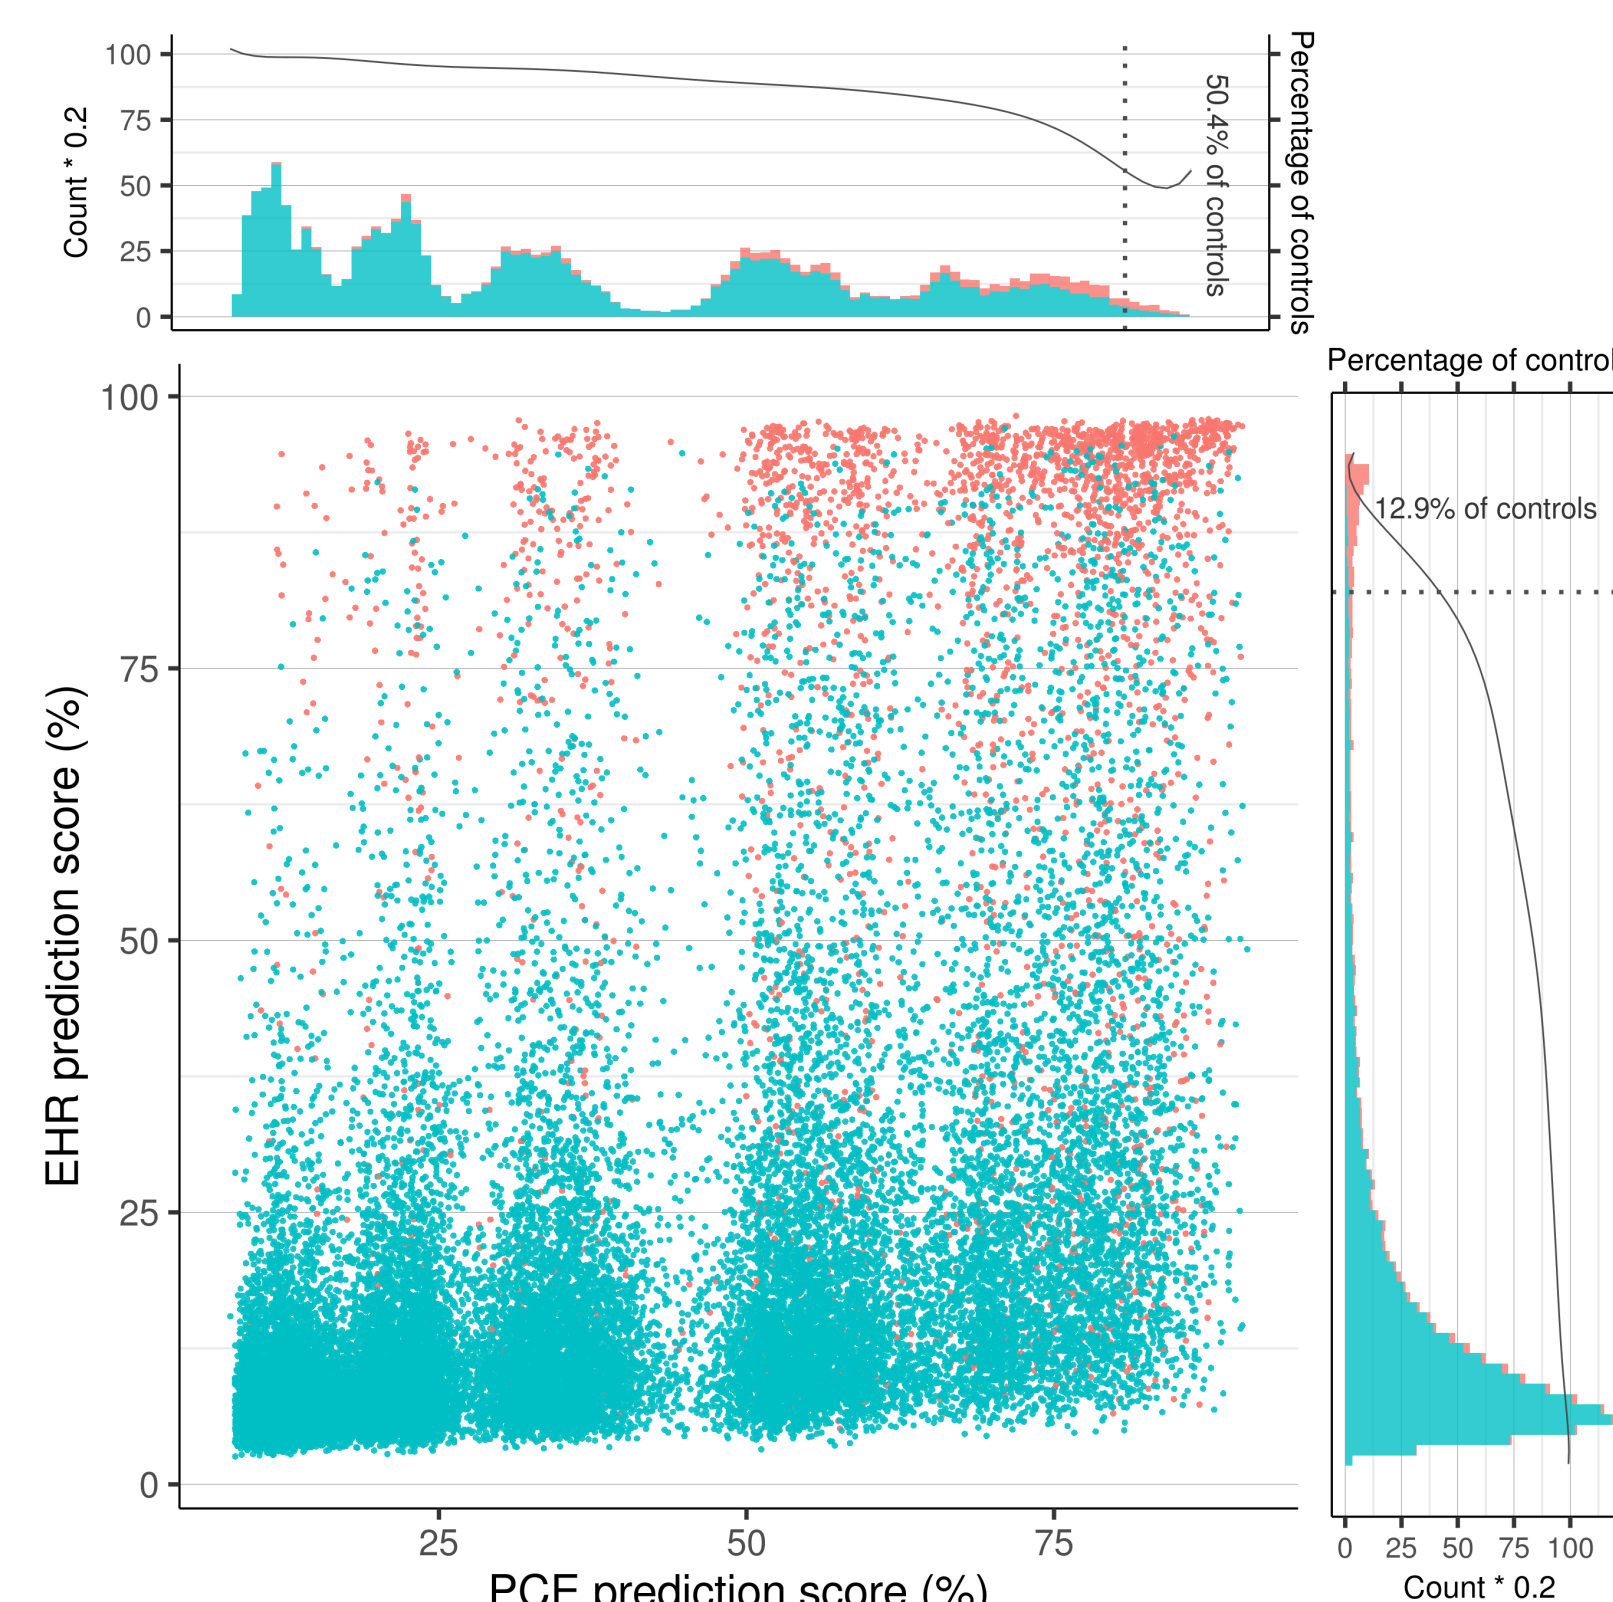 100
75
50
25
0
Count * 0.2
Percentage of controls
50.4% of controls
100
75
50
25
0
EHR prediction score (%)
25
50
75
PCE prediction score (%)
Percentage of control
12.9% of controls
0
25
50
75
100
Count * 0.2